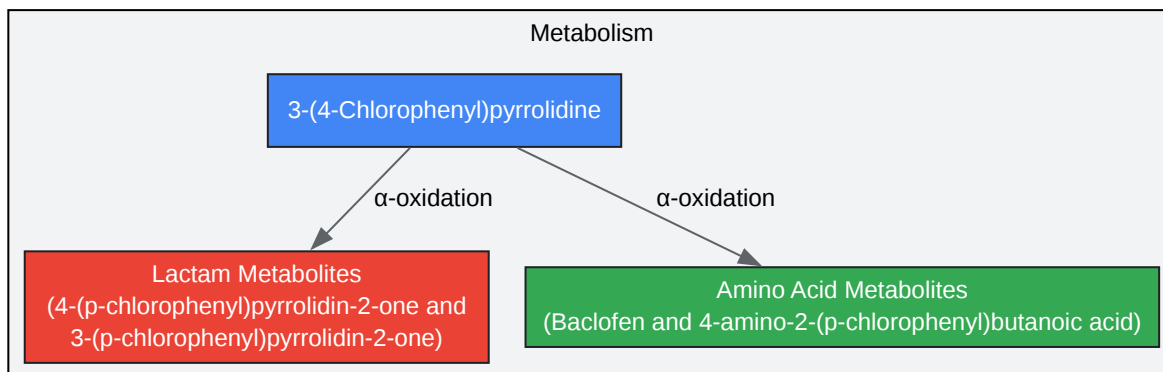 Metabolism
3-(4-Chlorophenyl)pyrrolidine
α-oxidation
α-oxidation
Lactam Metabolites
(4-(p-chlorophenyl)pyrrolidin-2-one and
3-(p-chlorophenyl)pyrrolidin-2-one)
Amino Acid Metabolites
(Baclofen and 4-amino-2-(p-chlorophenyl)butanoic acid)